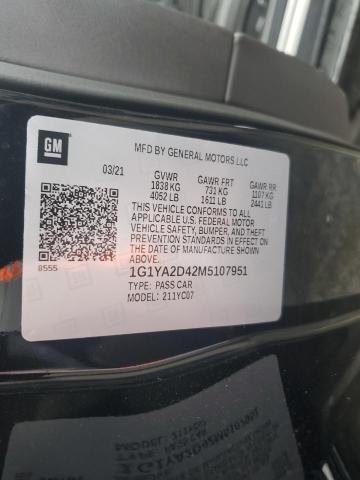 GM
MFD BY GENERAL MOTORS LLC
03/21 GVWR GAWR FRT GAWR RR
1838 KG 731 KG 1107 KG
4052 LB 1611 LB 2441 LB
THIS VEHICLE CONFORMS TO ALL
APPLICABLE U.S. FEDERAL MOTOR
VEHICLE SAFETY, BUMPER, AND THEFT
PREVENTION STANDARDS IN EFFECT ON
THE DATE OF MANUFACTURE SHOWN
ABOVE.
8555 1G1YA2D42M5107951
TYPE: PASS CAR
MODEL: 211YC07